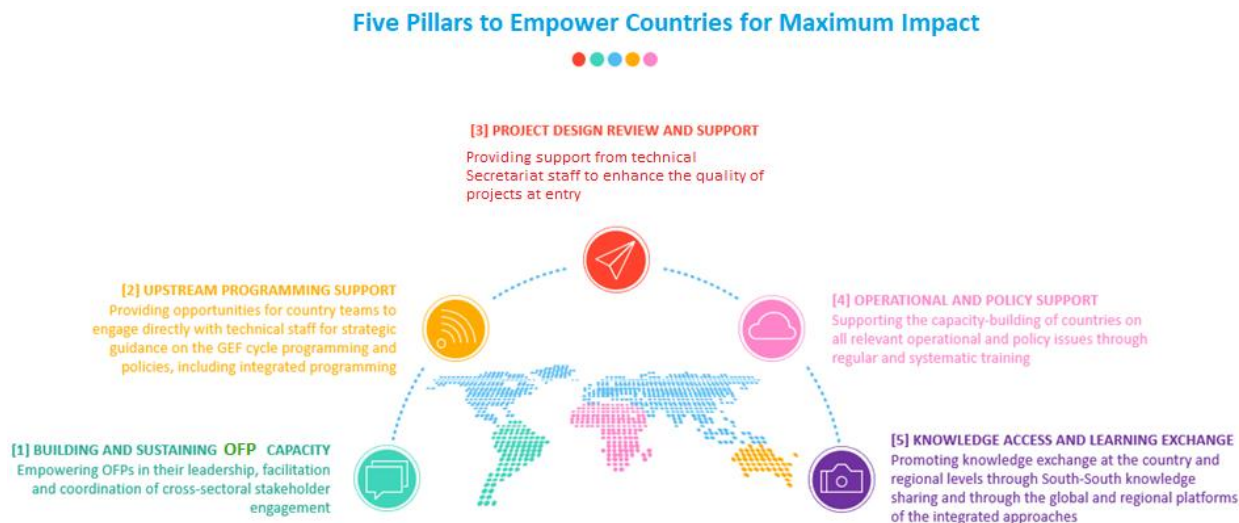 Five Pillars to Empower Countries for Maximum Impact
[3] PROJECT DESIGN REVIEW AND SUPPORT
Providing support from technical
Secretariat staff to enhance the quality of
projects at entry
[2] UPSTREAM PROGRAMMING SUPPORT
Providing opportunities for country teams to
engage directly with technical staff for strategic
guidance on the GEF cycle programming and
policies, including integrated programming
[4] OPERATIONAL AND POLICY SUPPORT
Supporting the capacity-building of countries on
all relevant operational and policy issues through
regular and systematic training
[1] BUILDING AND SUSTAINING OFP CAPACITY
Empowering OFPs in their leadership, facilitation
and coordination of cross-sectoral stakeholder
engagement
[5] KNOWLEDGE ACCESS AND LEARNING EXCHANGE
Promoting knowledge exchange at the country and
regional levels through South-South knowledge
sharing and through the global and regional platforms
of the integrated approaches